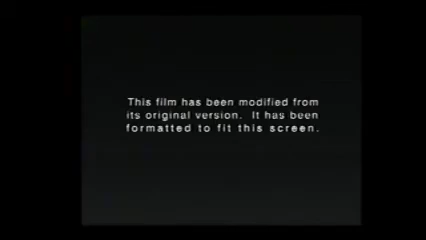 This film has been modified from
its original version. It has been
formatted to fit this screen.